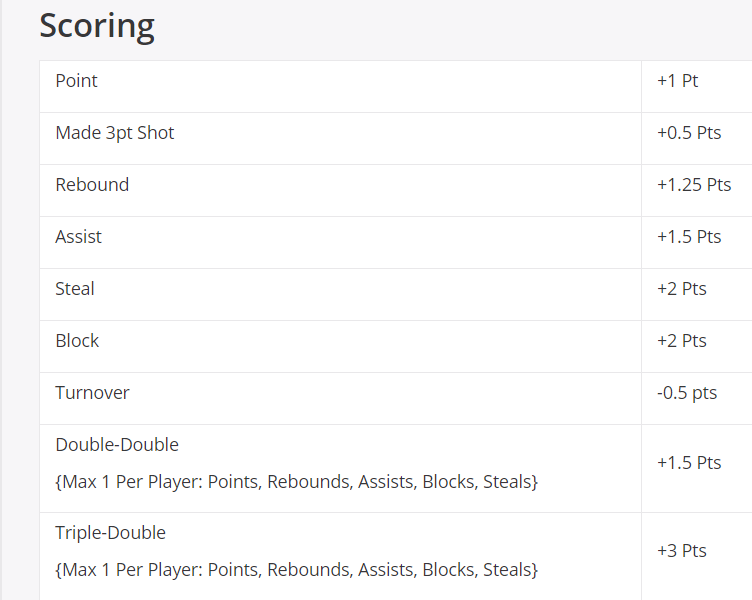 Scoring
Point +1 Pt
Made 3pt Shot +0.5 Pts
Rebound +1.25 Pts
Assist +1.5 Pts
Steal +2 Pts
Block +2 Pts
Turnover -0.5 pts
Double-Double
+1.5 Pts
{Max 1 Per Player: Points, Rebounds, Assists, Blocks, Steals}
Triple-Double
+3 Pts
{Max 1 Per Player: Points, Rebounds, Assists, Blocks, Steals}